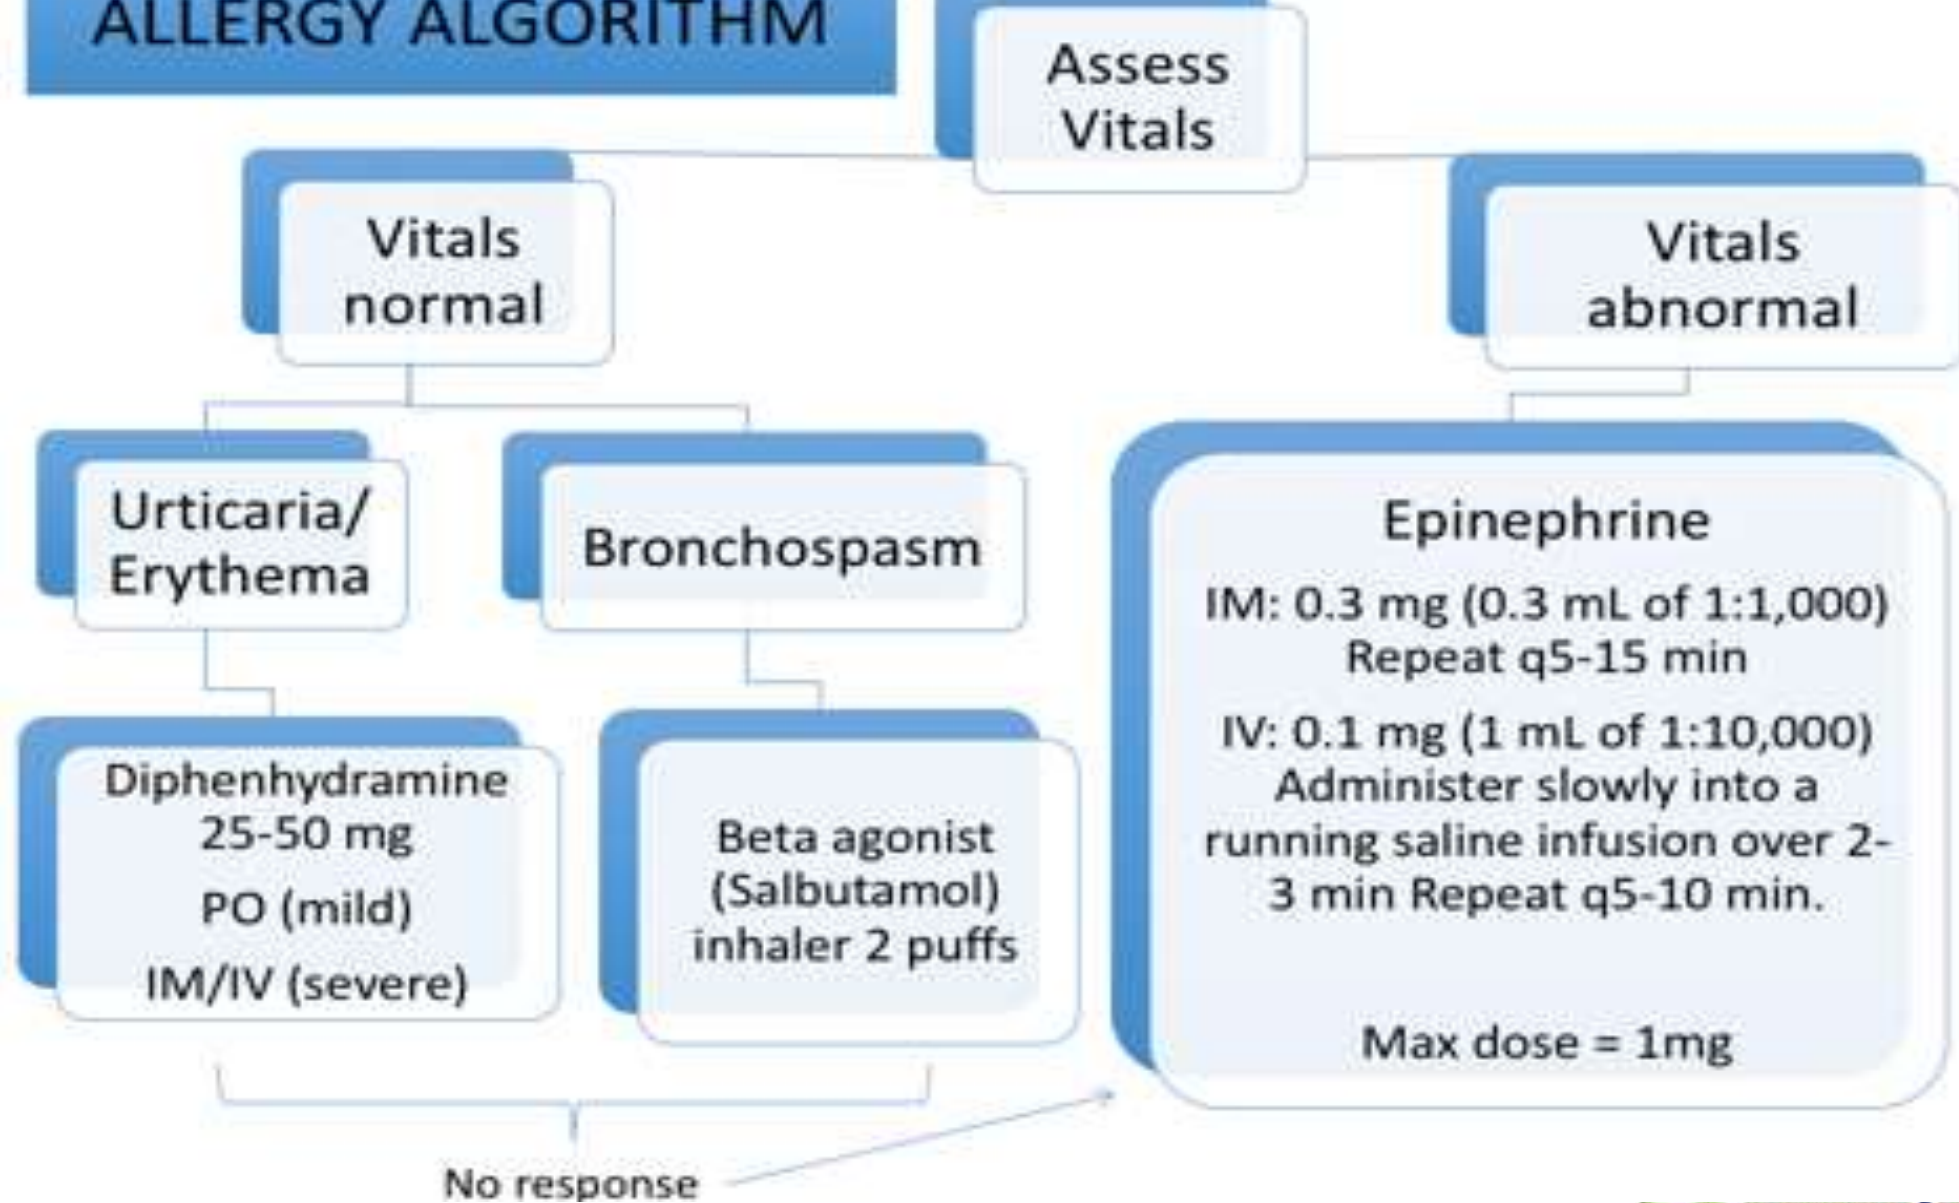 ALLERGY ALGORITHM
Assess
Vitals
Vitals
normal
Vitals
abnormal
Urticaria/
Erythema
Bronchospasm
Diphenhydramine
25-50 mg
PO (mild)
IM/IV (severe)
Beta agonist
(Salbutamol)
inhaler 2 puffs
Epinephrine
IM: 0.3 mg (0.3 mL of 1:1,000)
Repeat q5-15 min
IV: 0.1 mg (1 mL of 1:10,000)
Administer slowly into a
running saline infusion over 2-
3 min Repeat q5-10 min.
Max dose = 1mg
No response